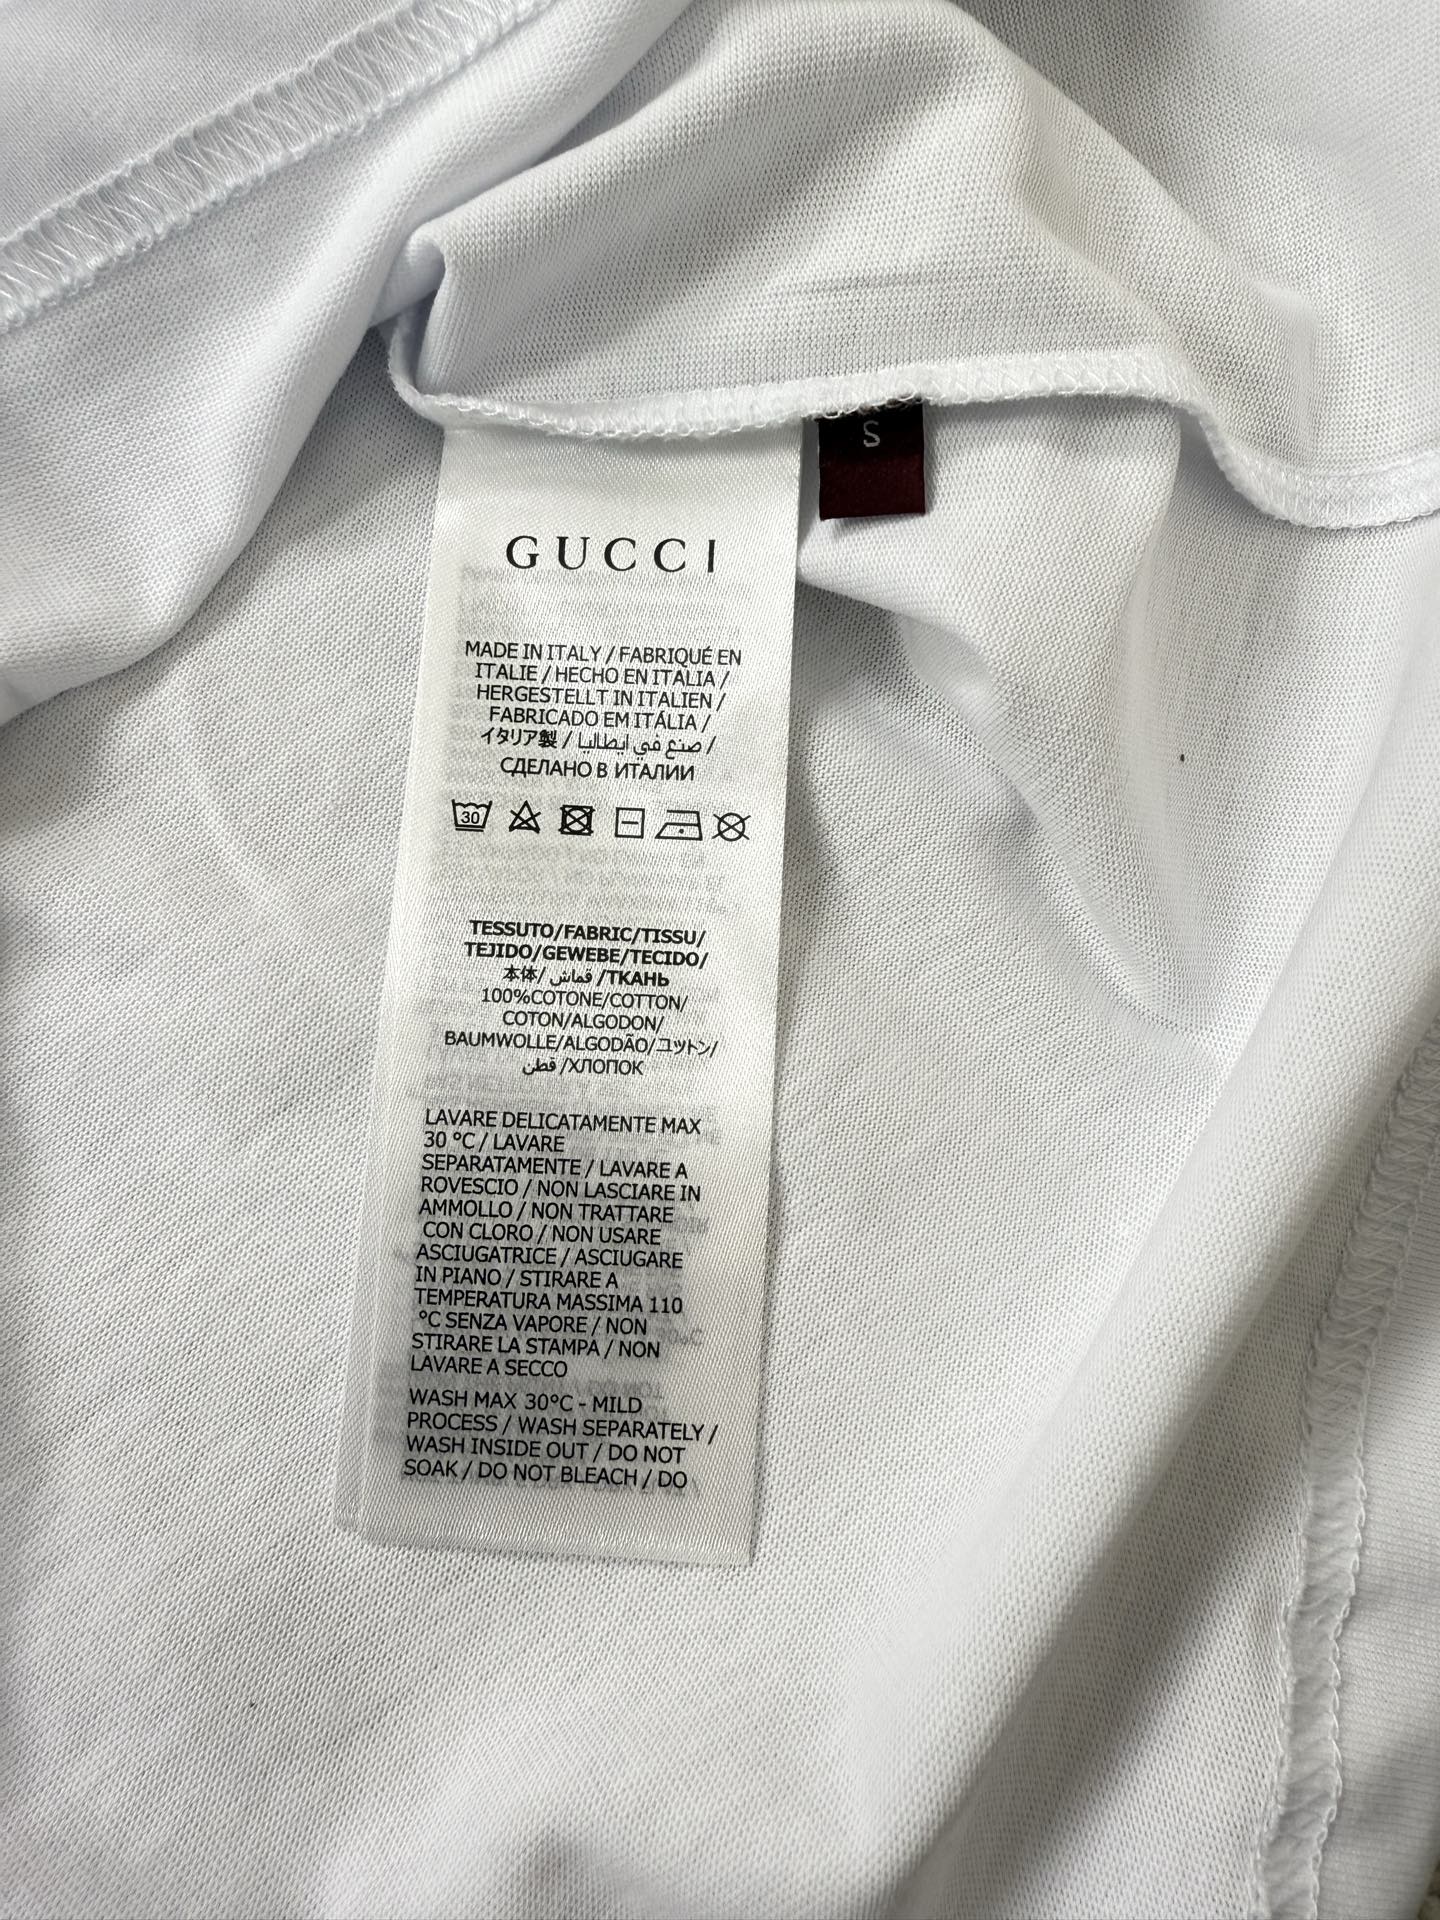 S
GUCCI
MADE IN ITALY / FABRIQUÉ EN
ITALIE / HECHO EN ITALIA /
HERGESTELLT IN ITALIEN /
FABRICADO EM ITÁLIA /
イタリア製 / صنع في ايطاليا /
СДЕЛАНО В ИТАЛИИ
30
TESSUTO/FABRIC/TISSU/
TEJIDO/GEWEBE/TECIDO/
本体/ قماش /ТКАНЬ
100%COTONE/COTTON/
COTON/ALGODON/
BAUMWOLLE/ALGODÃO/コットン/
قطن /ХЛОПОК
LAVARE DELICATAMENTE MAX
30 °C / LAVARE
SEPARATAMENTE / LAVARE A
ROVESCIO / NON LASCIARE IN
AMMOLLO / NON TRATTARE
CON CLORO / NON USARE
ASCIUGATRICE / ASCIUGARE
IN PIANO / STIRARE A
TEMPERATURA MASSIMA 110
°C SENZA VAPORE / NON
STIRARE LA STAMPA / NON
LAVARE A SECCO
WASH MAX 30°C - MILD
PROCESS / WASH SEPARATELY /
WASH INSIDE OUT / DO NOT
SOAK / DO NOT BLEACH / DO